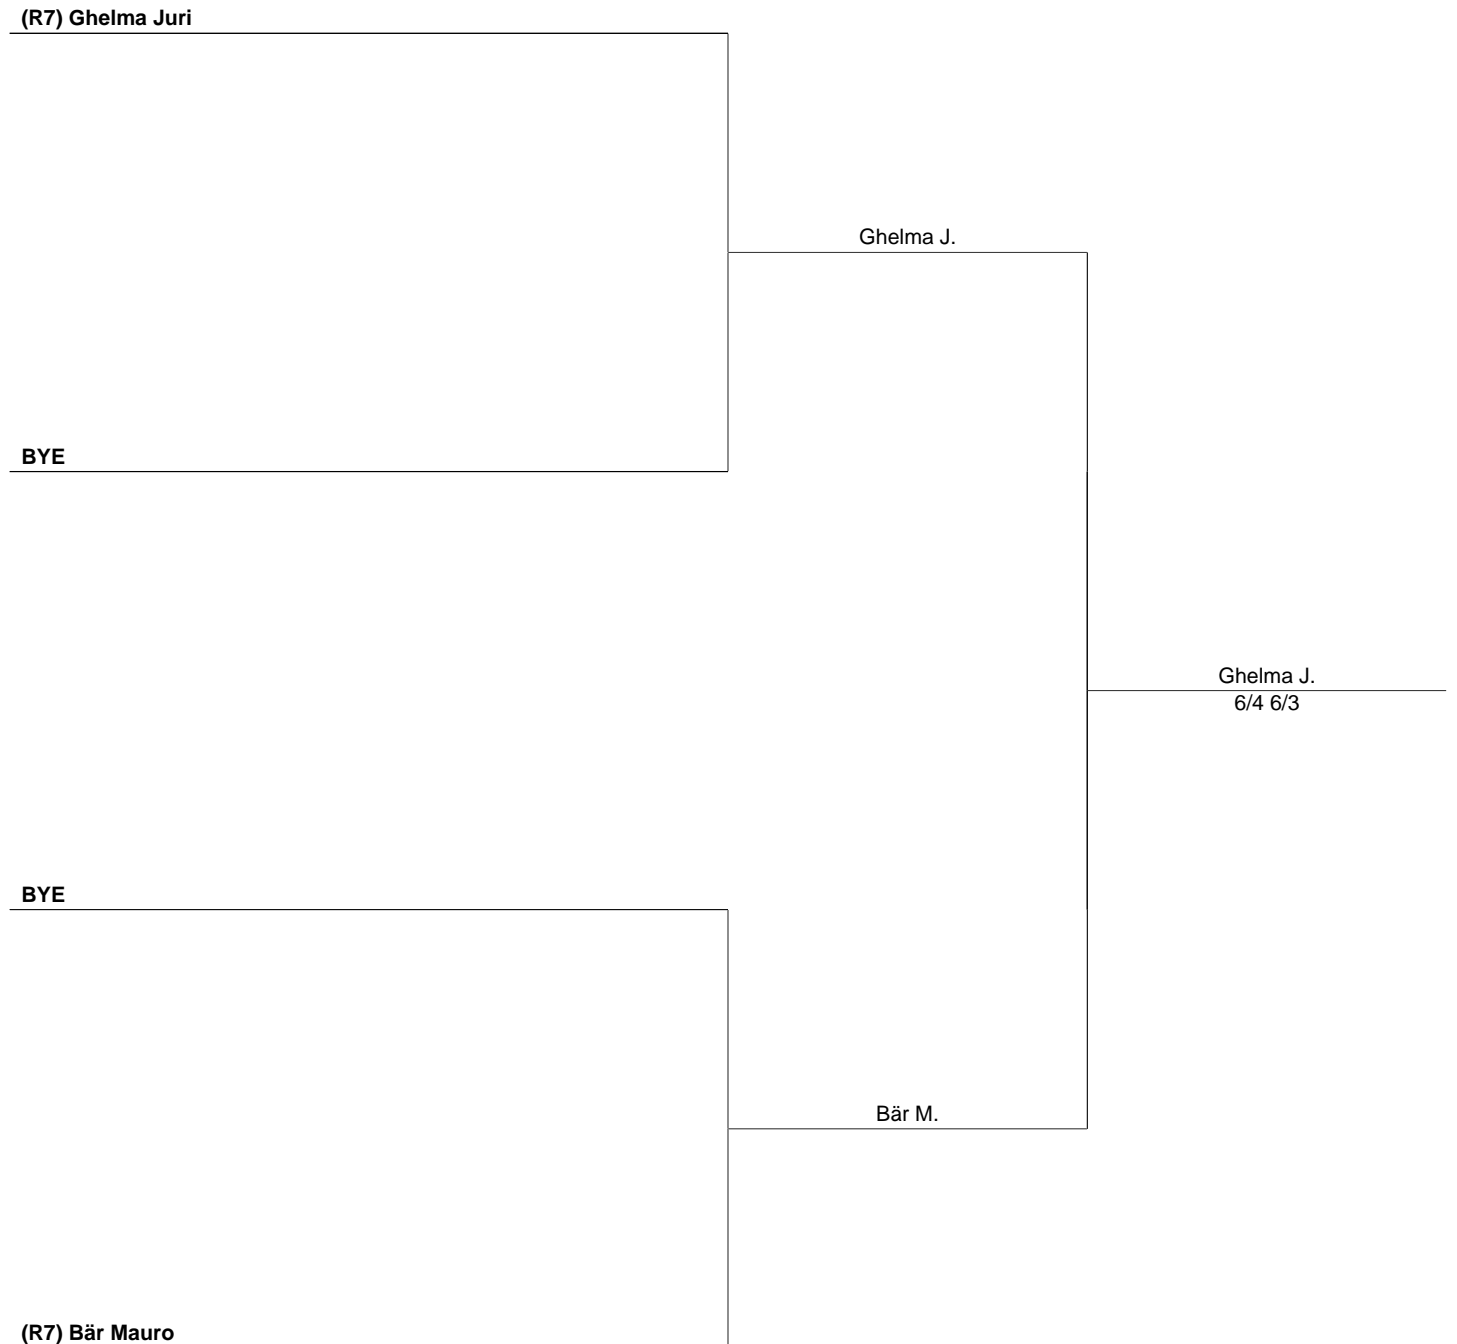 (R7) Ghelma Juri
Ghelma J.
BYE
Ghelma J.
6/4 6/3
BYE
Bär M.
(R7) Bär Mauro